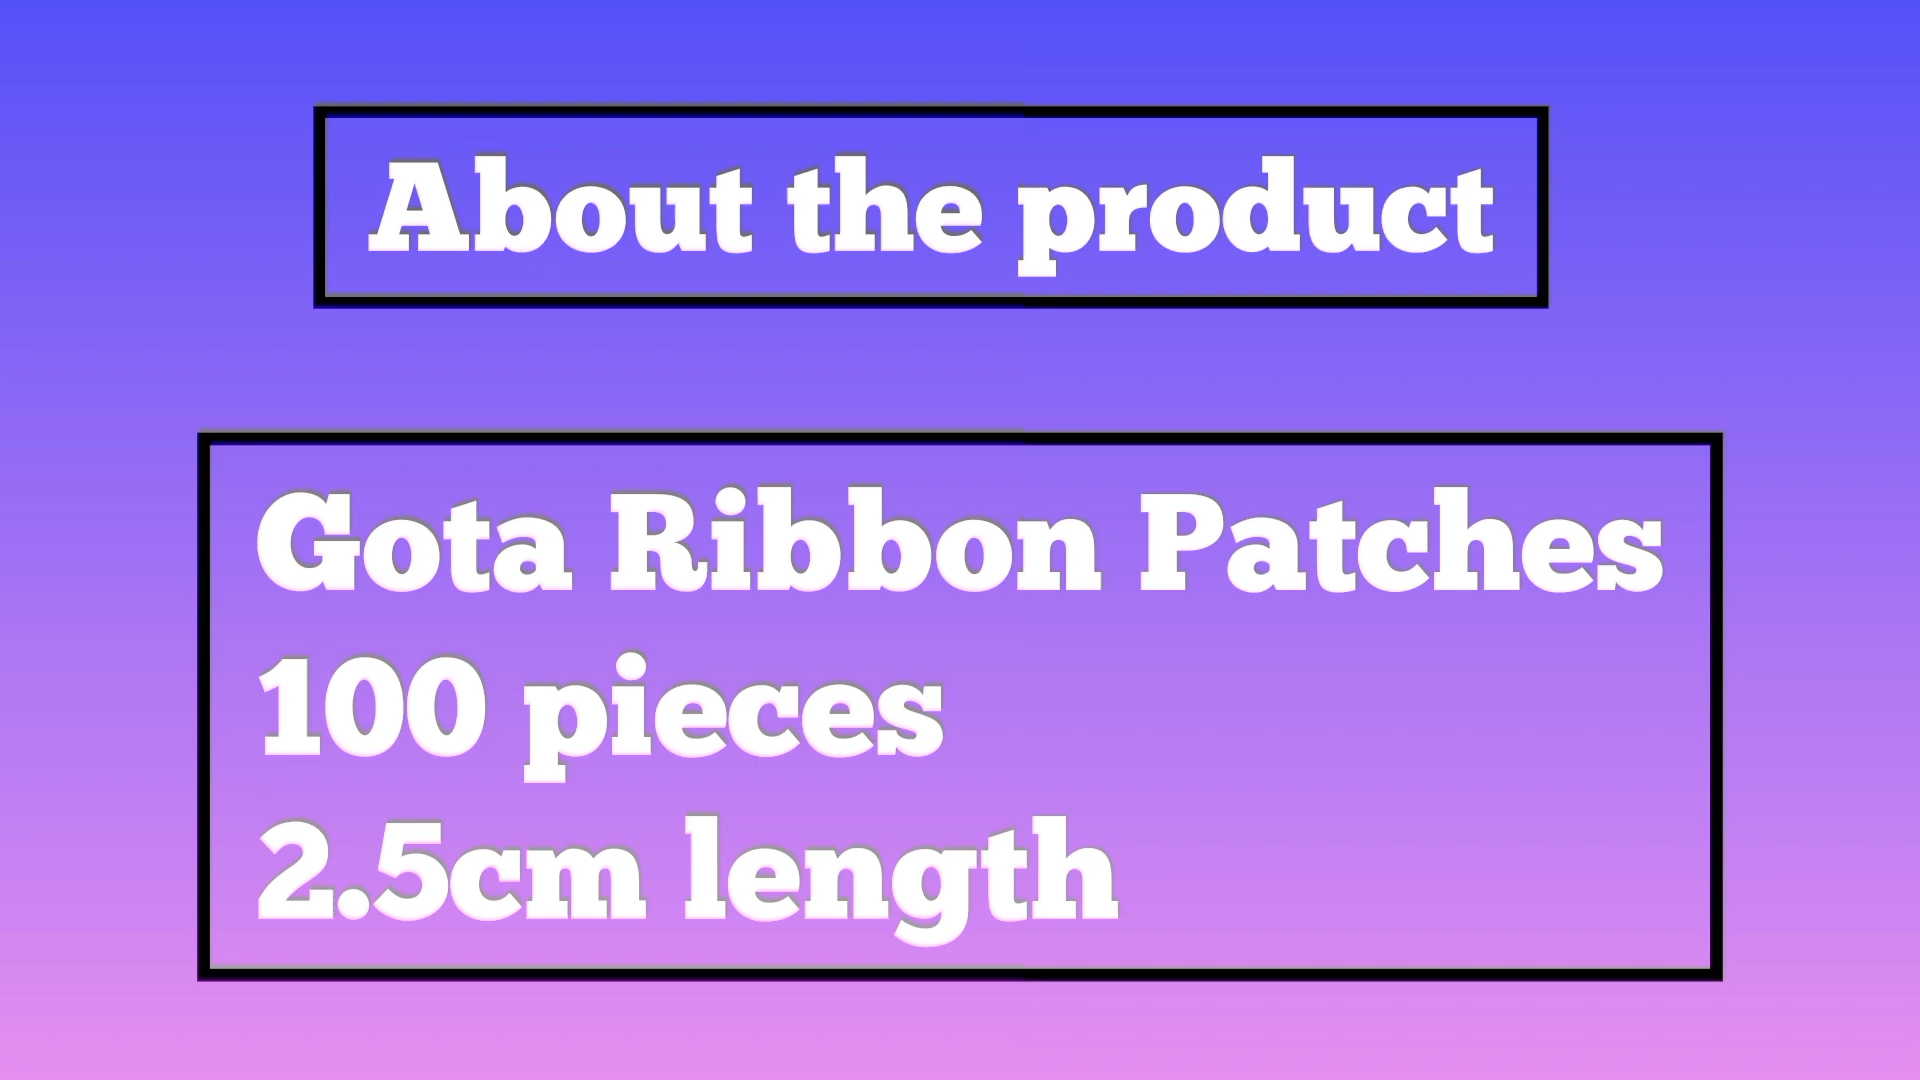 About the product
Gota Ribbon Patches
100 pieces
2.5cm length